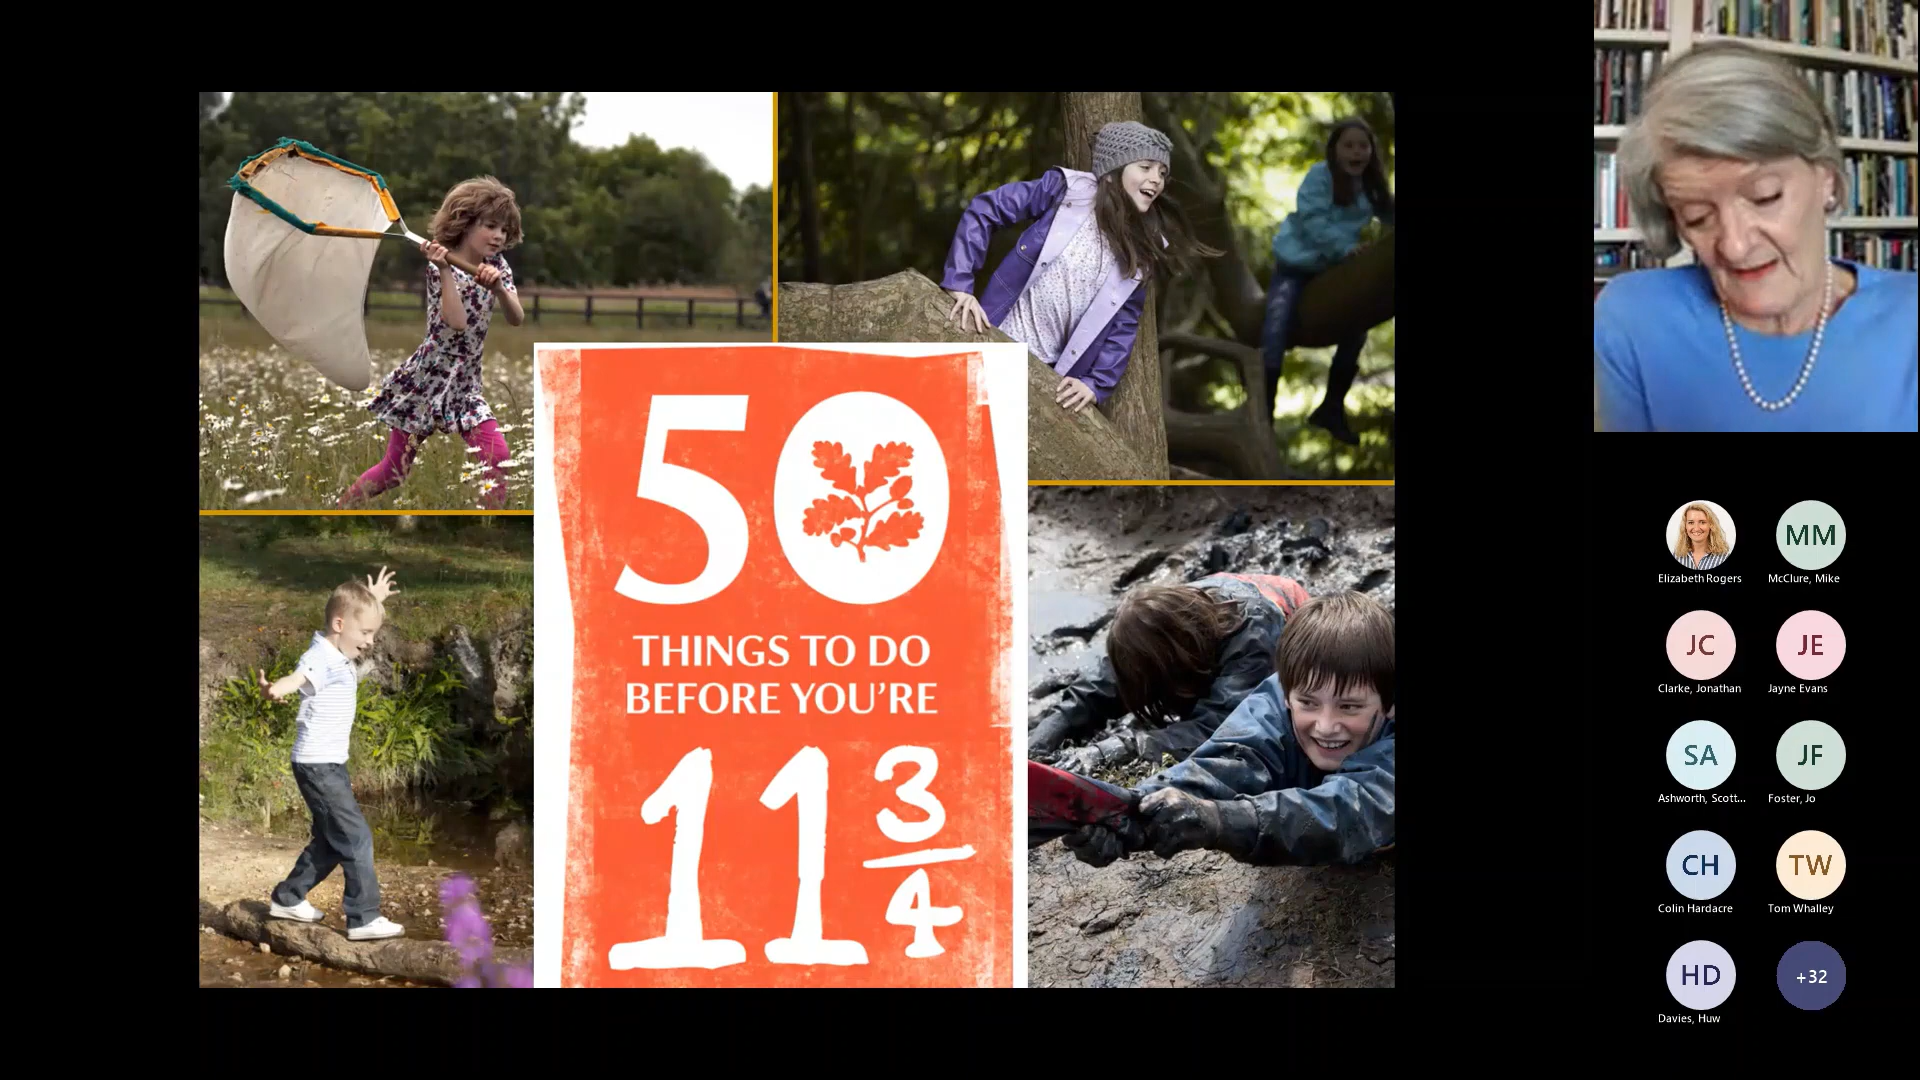 50
THINGS TO DO
BEFORE YOU'RE
11 3/4
Elizabeth Rogers
MM
McClure, Mike
JC
Clarke, Jonathan
JE
Jayne Evans
SA
Ashworth, Scott...
JF
Foster, Jo
CH
Colin Hardacre
TW
Tom Whalley
HD
Davies, Huw
+32